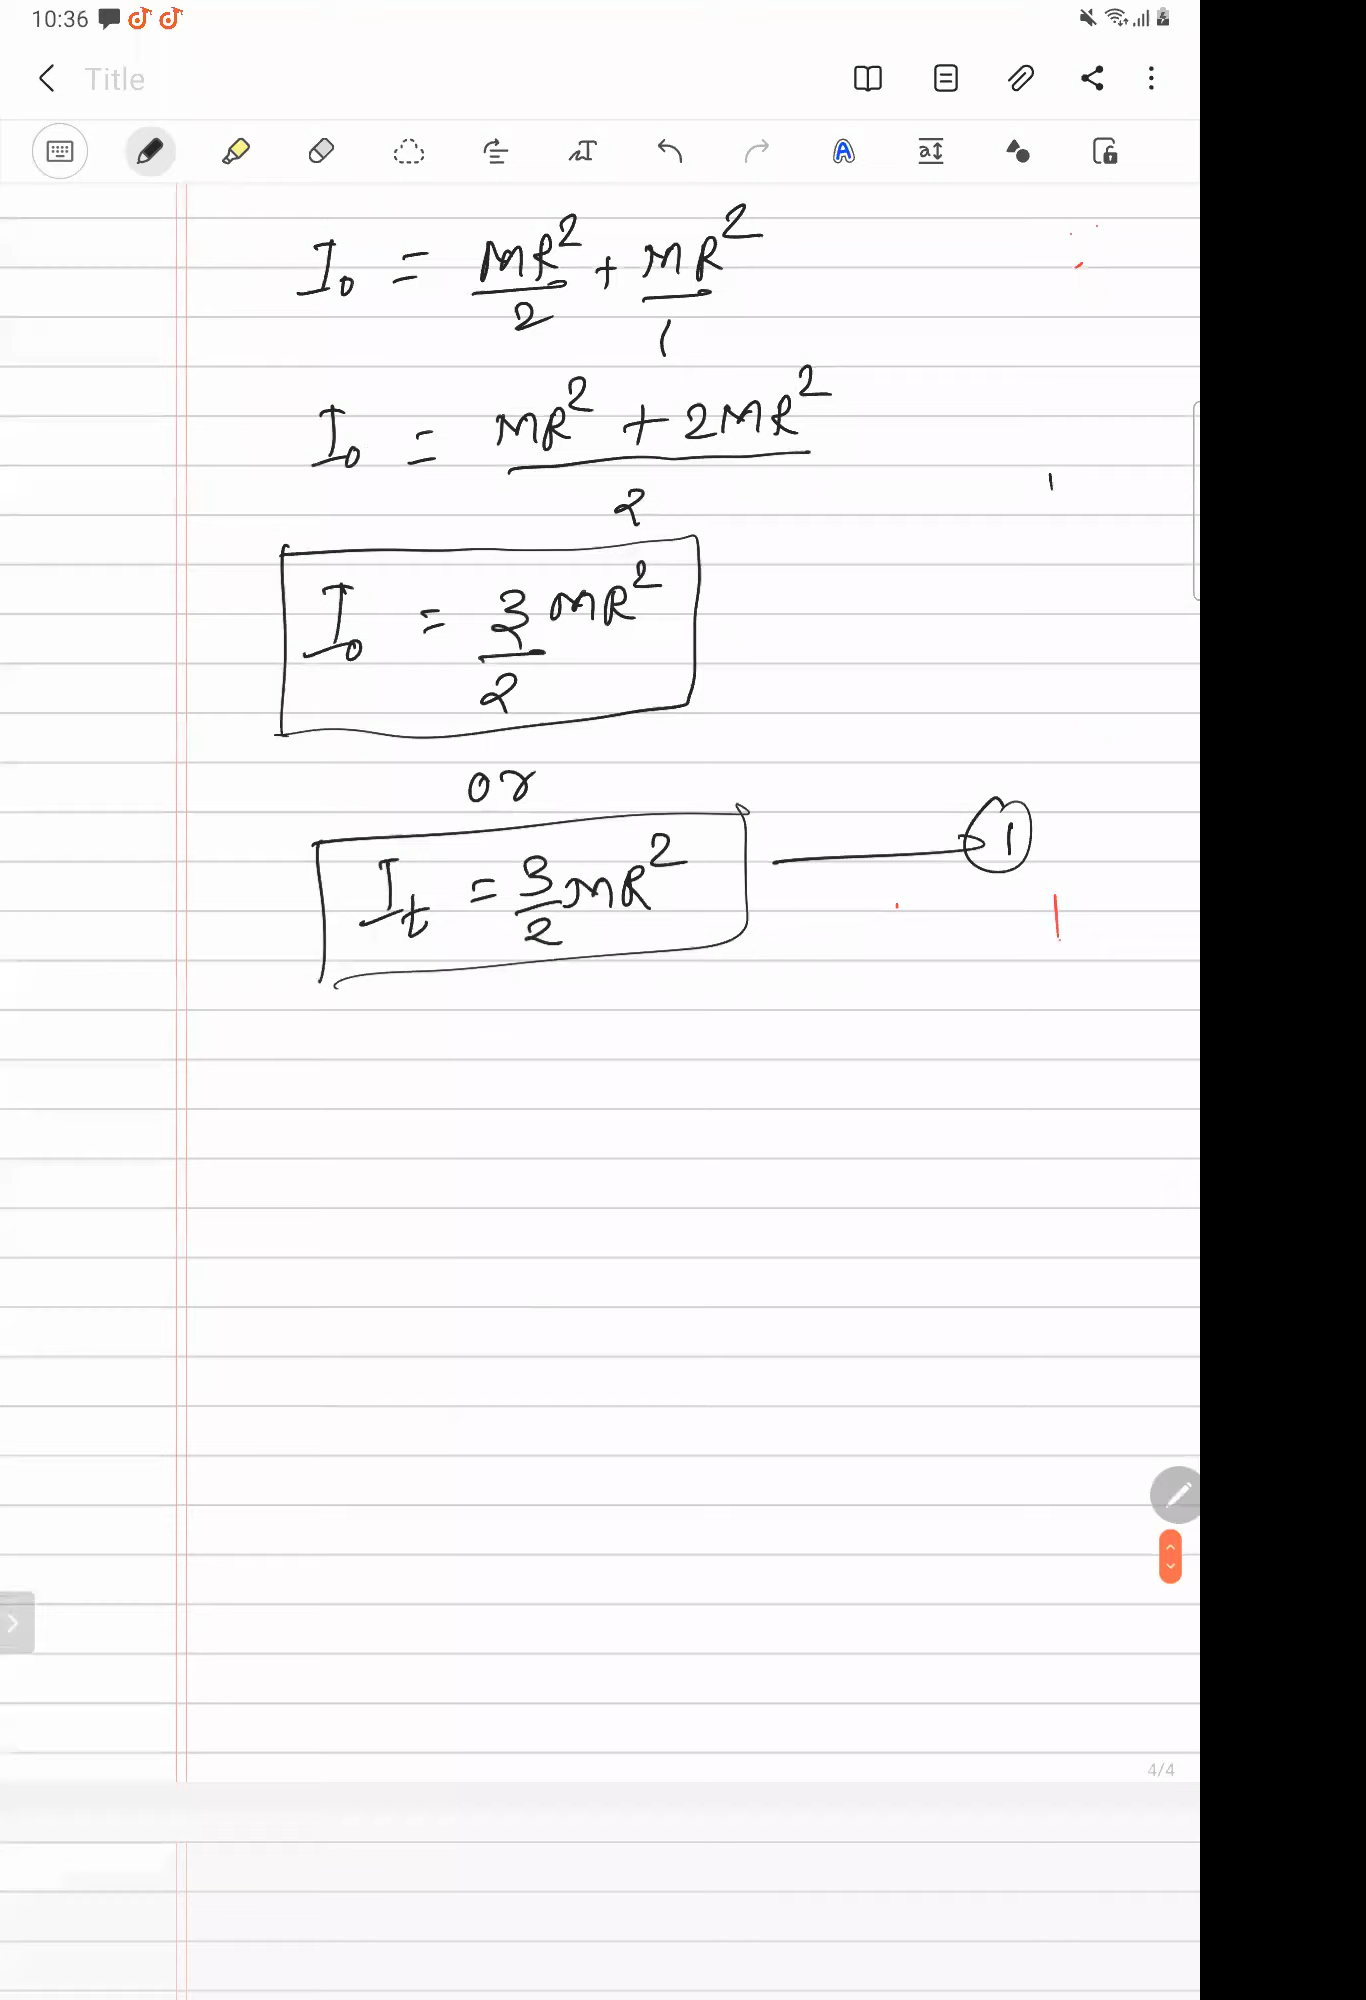 10:36
Title
I₀ = MR²/2 + MR²/1
I₀ = MR² + 2MR² / 2
I₀ = 3/2 MR²
or
I_t = 3/2 MR² — 1
4/4